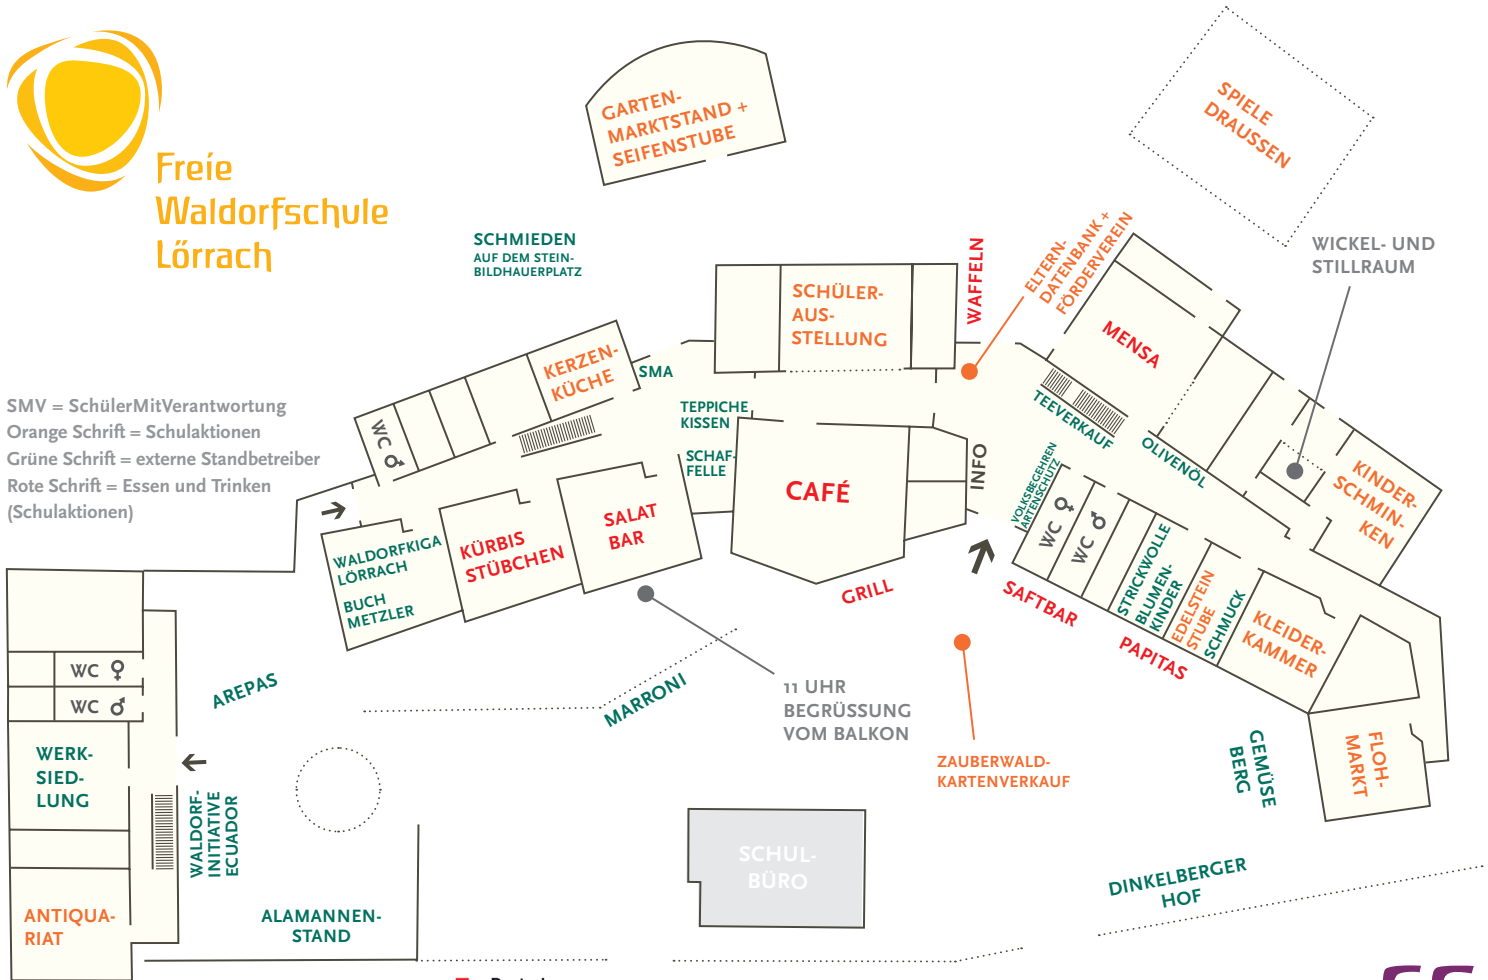 Freie
Waldorfschule
Lörrach
GARTEN-
MARKTSTAND +
SEIFENSTUBE
SPIELE
DRAUSSEN
SCHMIEDEN
AUF DEM STEIN-
BILDHAUERPLATZ
WAFFELN
ELTERN-
DATENBANK +
FÖRDERVEREIN
WICKEL- UND
STILLRAUM
SCHÜLER-
AUS-
STELLUNG
MENSA
KERZEN-
KÜCHE
SMA
SMV = SchülerMitVerantwortung
Orange Schrift = Schulaktionen
Grüne Schrift = externe Standbetreiber
Rote Schrift = Essen und Trinken
(Schulaktionen)
WC
TEPPICHE
KISSEN
SCHAF-
FELLE
TEEVERKAUF
OLIVENÖL
CAFÉ
INFO
VOLKSBEGEHREN
ARTENSCHUTZ
WC
WC
KINDER-
SCHMIN-
KEN
WALDORFKIGA
LÖRRACH
BUCH
METZLER
KÜRBIS
STÜBCHEN
SALAT
BAR
GRILL
SAFTBAR
STRICKWOLLE
BLUMEN-
KINDER
EDELSTEIN
STUBE
SCHMUCK
KLEIDER-
KAMMER
PAPITAS
WC
WC
AREPAS
MARRONI
11 UHR
BEGRÜSSUNG
VOM BALKON
ZAUBERWALD-
KARTENVERKAUF
GEMÜSE
BERG
FLOH-
MARKT
WERK-
SIED-
LUNG
WALDORF-
INITIATIVE
ECUADOR
SCHUL-
BÜRO
DINKELBERGER
HOF
ANTIQUA-
RIAT
ALAMANNEN-
STAND